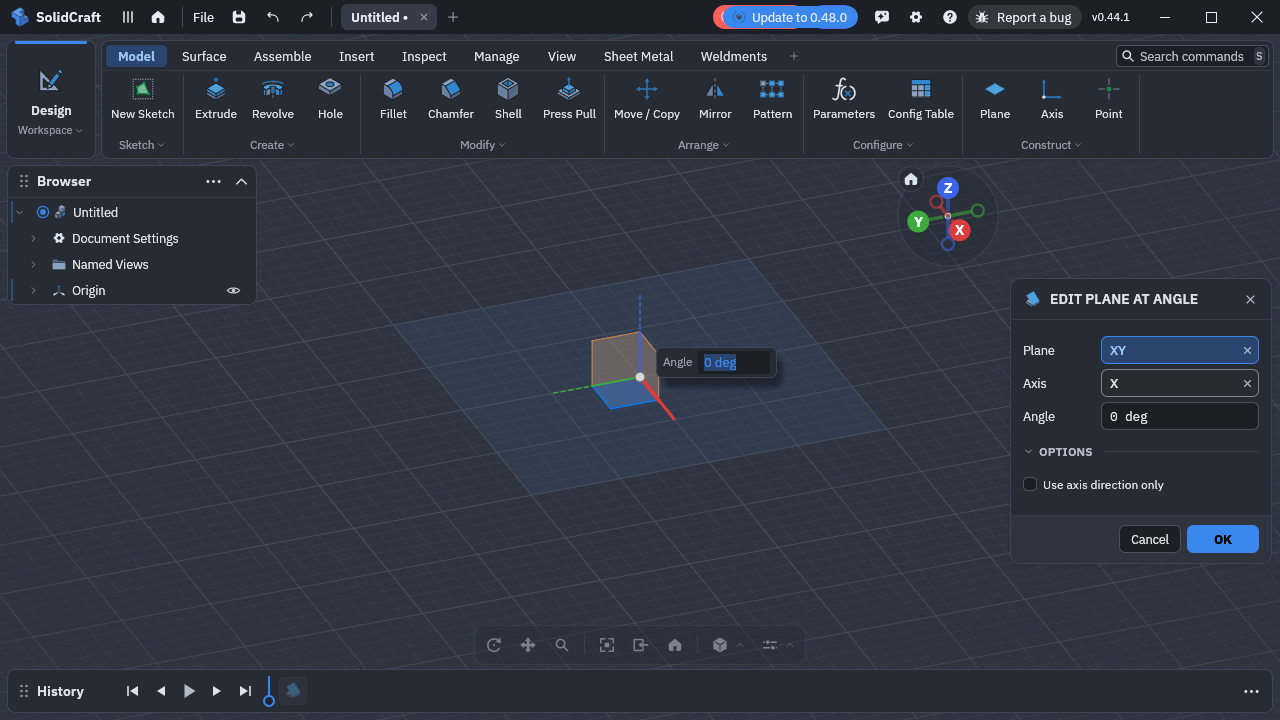 SolidCraft
File
Untitled •
Update to 0.48.0
Report a bug
v0.44.1
Design
Workspace
Model
Surface
Assemble
Insert
Inspect
Manage
View
Sheet Metal
Weldments
Search commands
S
New Sketch
Extrude
Revolve
Hole
Fillet
Chamfer
Shell
Press Pull
Move / Copy
Mirror
Pattern
Parameters
Config Table
Plane
Axis
Point
Sketch
Create
Modify
Arrange
Configure
Construct
Browser
Untitled
Document Settings
Named Views
Origin
Z
Y
X
Angle
0 deg
EDIT PLANE AT ANGLE
Plane
XY
Axis
X
Angle
0 deg
OPTIONS
Use axis direction only
Cancel
OK
History